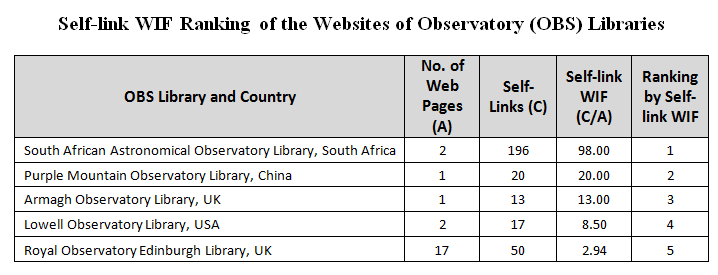 Self-link WIF Ranking of the Websites of Observatory (OBS) Libraries
OBS Library and Country
No. of
Web
Pages
(A)
Self-
Links (C)
Self-link
WIF
(C/A)
Ranking
by Self-
link WIF
South African Astronomical Observatory Library, South Africa 2 196 98.00 1
Purple Mountain Observatory Library, China 1 20 20.00 2
Armagh Observatory Library, UK 1 13 13.00 3
Lowell Observatory Library, USA 2 17 8.50 4
Royal Observatory Edinburgh Library, UK 17 50 2.94 5